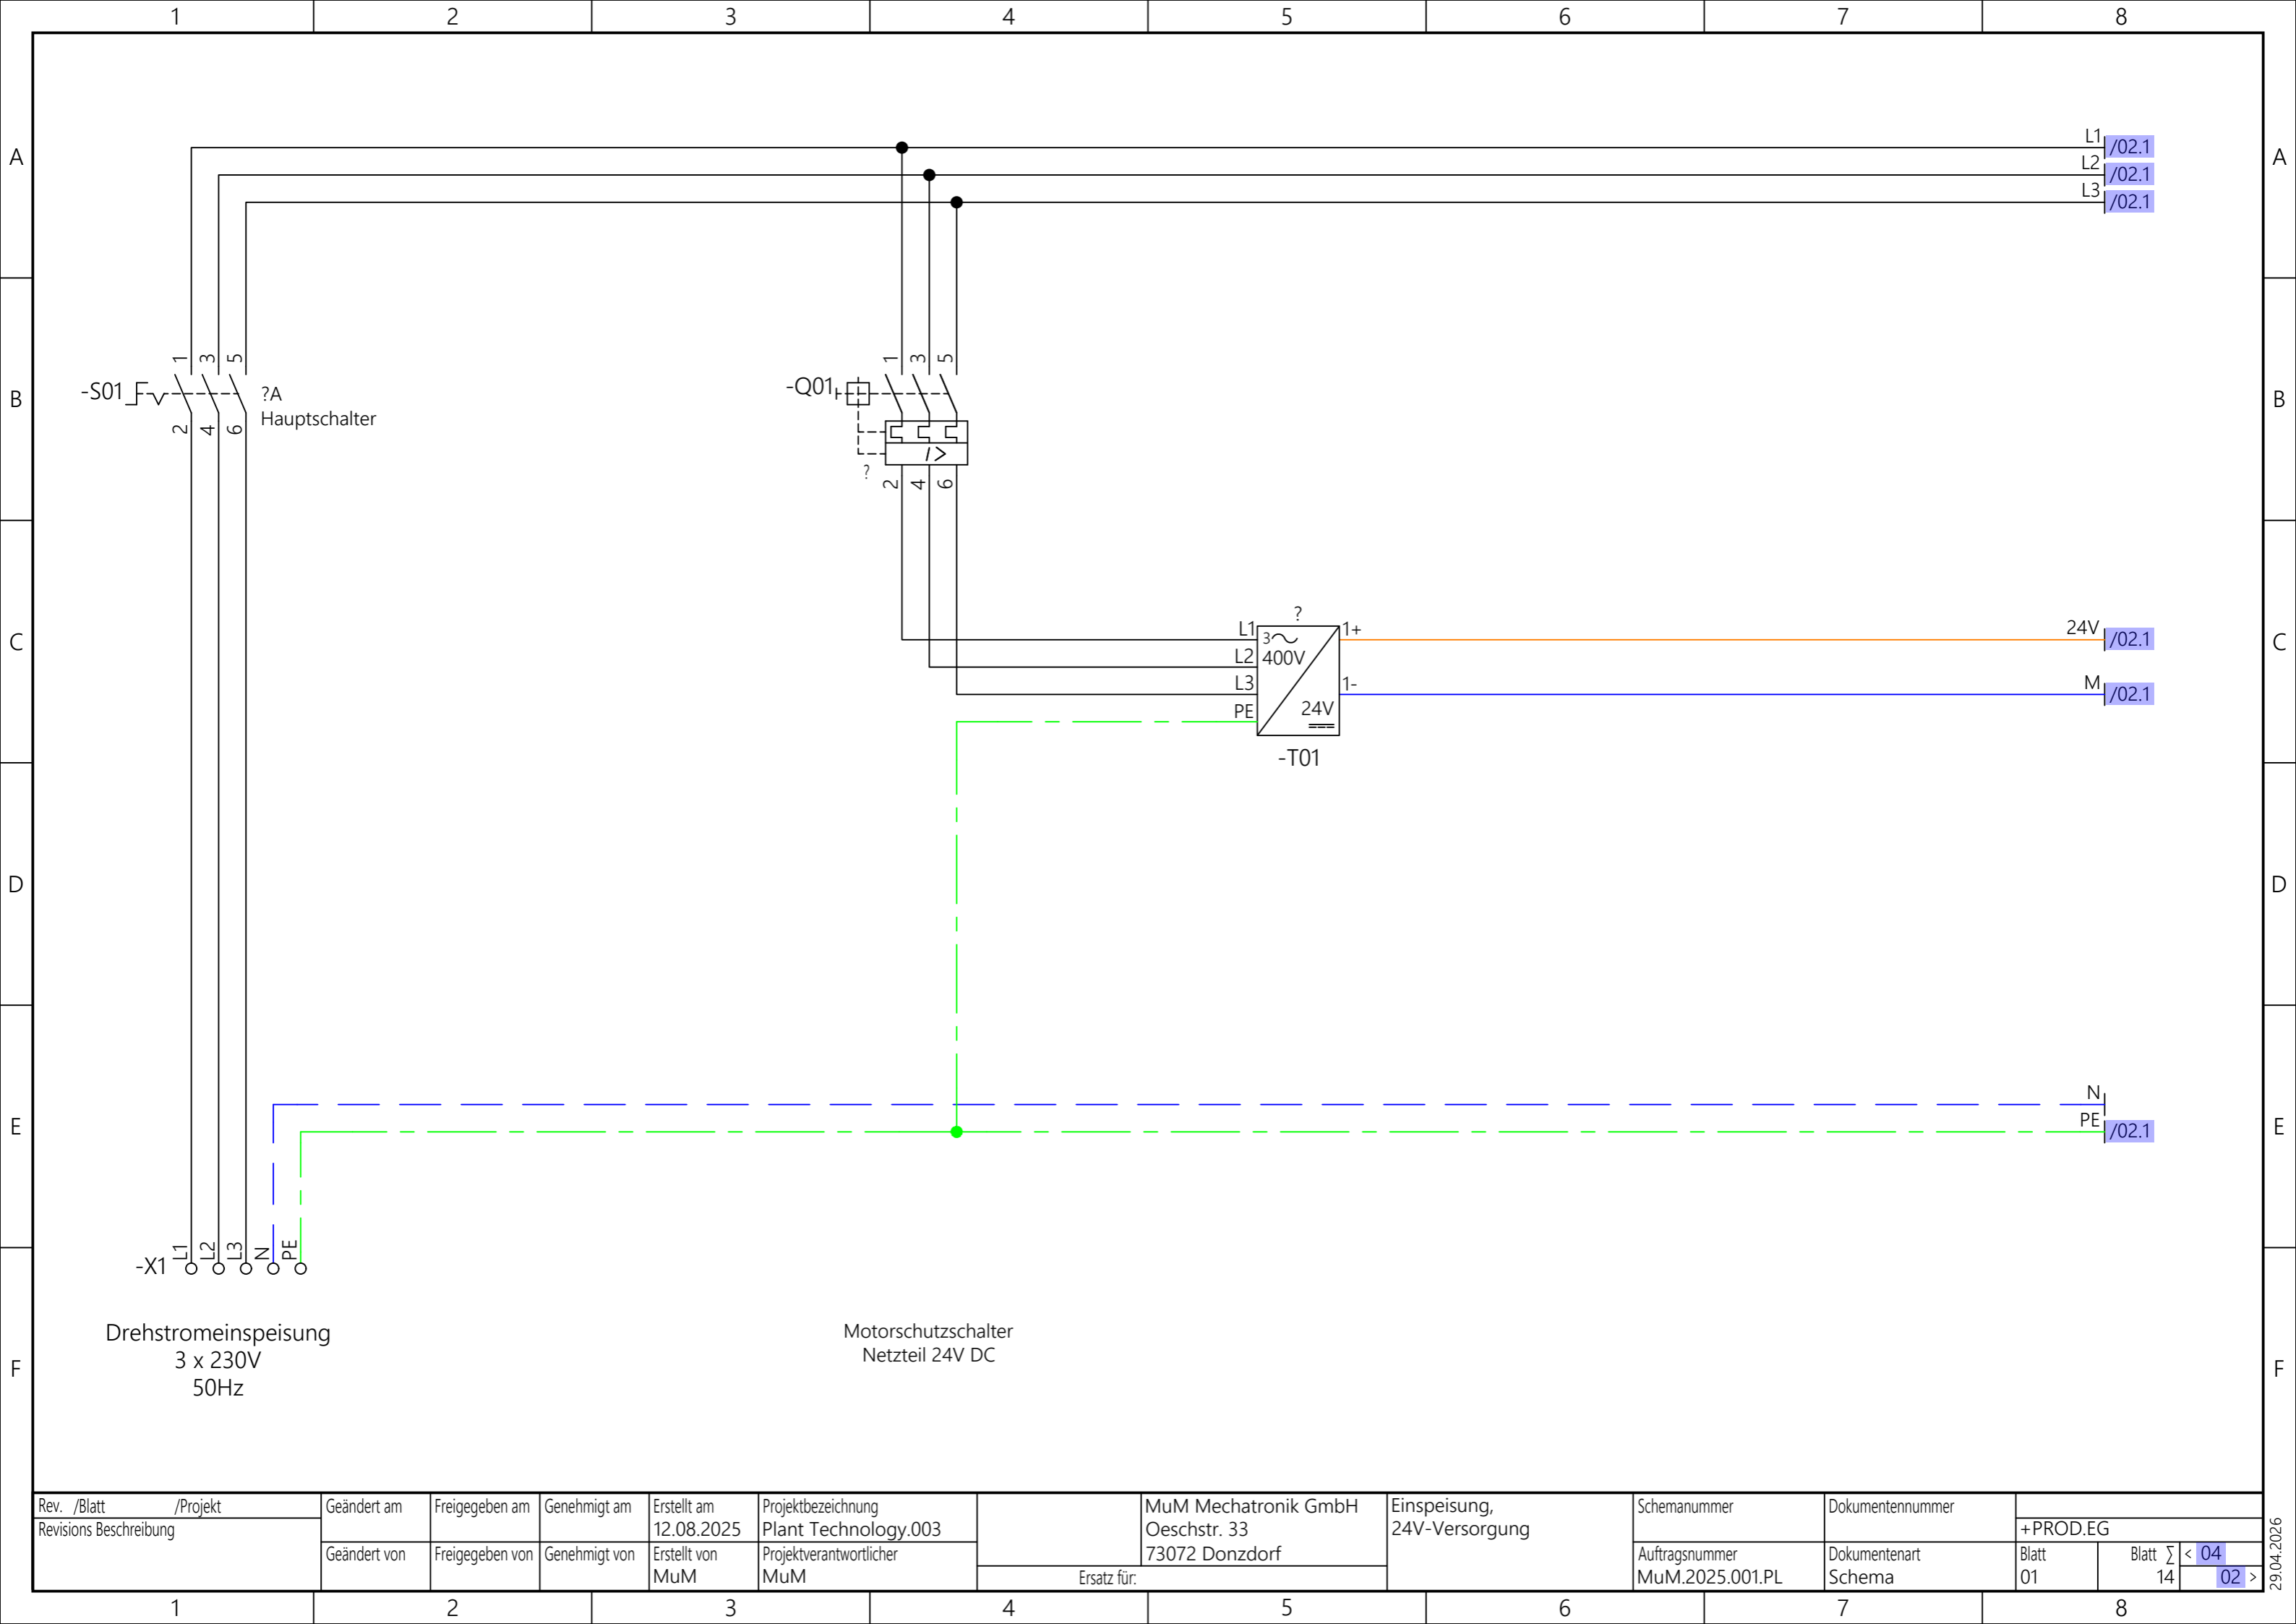 1 2 3 4 5 6 7 8
A A
L1 /02.1
L2 /02.1
L3 /02.1
B B
1 3 5
-S01
?A
Hauptschalter
2 4 6
1 3 5
-Q01
I >
?
2 4 6
C C
?
L1 3 1+
L2 400V
L3 1-
PE 24V
-T01
24V /02.1
M /02.1
D D
E E
N
PE /02.1
-X1 L1 L2 L3 N PE
F F
Drehstromeinspeisung
3 x 230V
50Hz
Motorschutzschalter
Netzteil 24V DC
Rev. /Blatt /Projekt
Revisions Beschreibung
Geändert am
Geändert von
Freigegeben am
Freigegeben von
Genehmigt am
Genehmigt von
Erstellt am
12.08.2025
Erstellt von
MuM
Projektbezeichnung
Plant Technology.003
Projektverantwortlicher
MuM
MuM Mechatronik GmbH
Oeschstr. 33
73072 Donzdorf
Ersatz für:
Einspeisung,
24V-Versorgung
Schemanummer
Auftragsnummer
MuM.2025.001.PL
Dokumentennummer
Dokumentenart
Schema
+PROD.EG
Blatt
01
Blatt ∑
14
< 04
02 >
29.04.2026
1 2 3 4 5 6 7 8